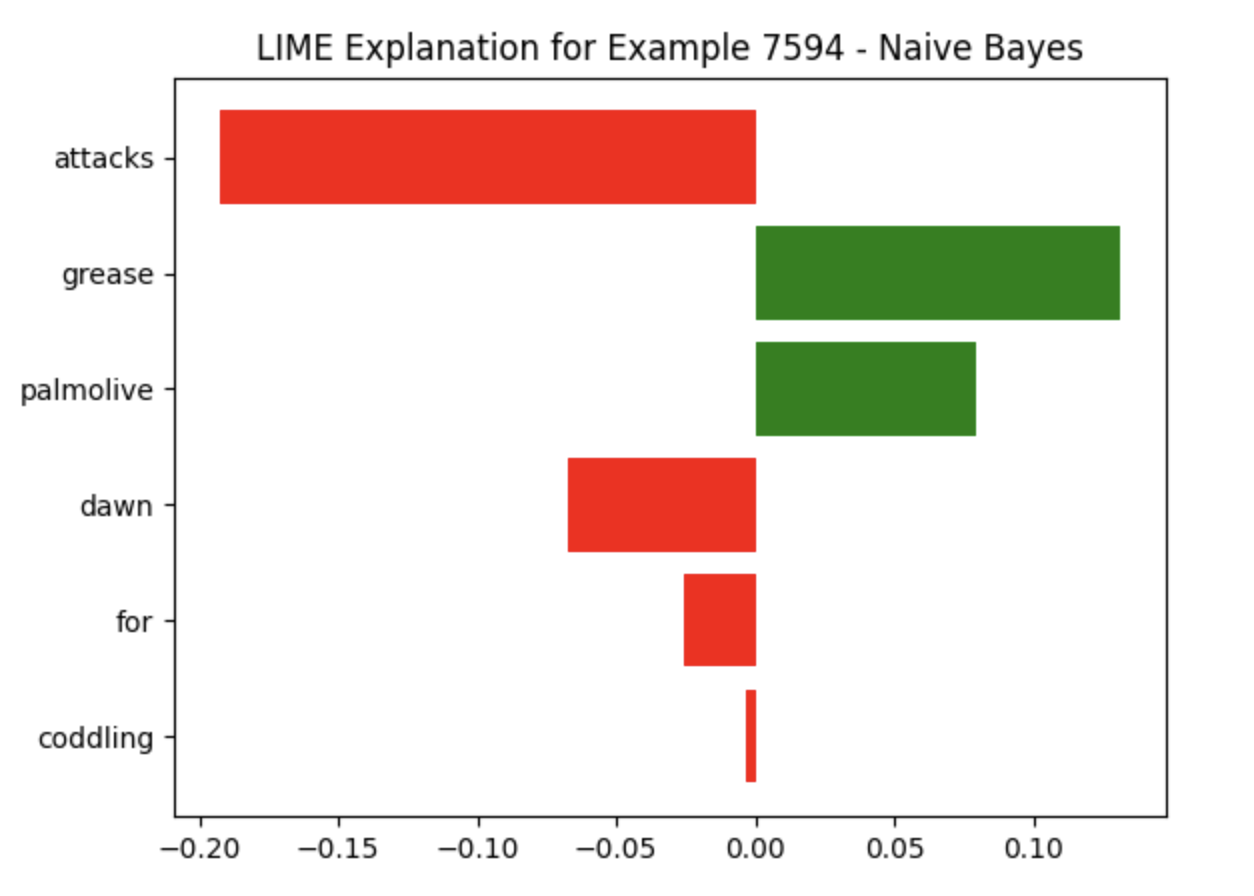 LIME Explanation for Example 7594 - Naive Bayes
attacks
grease
palmolive
dawn
for
coddling
−0.20 −0.15 −0.10 −0.05 0.00 0.05 0.10